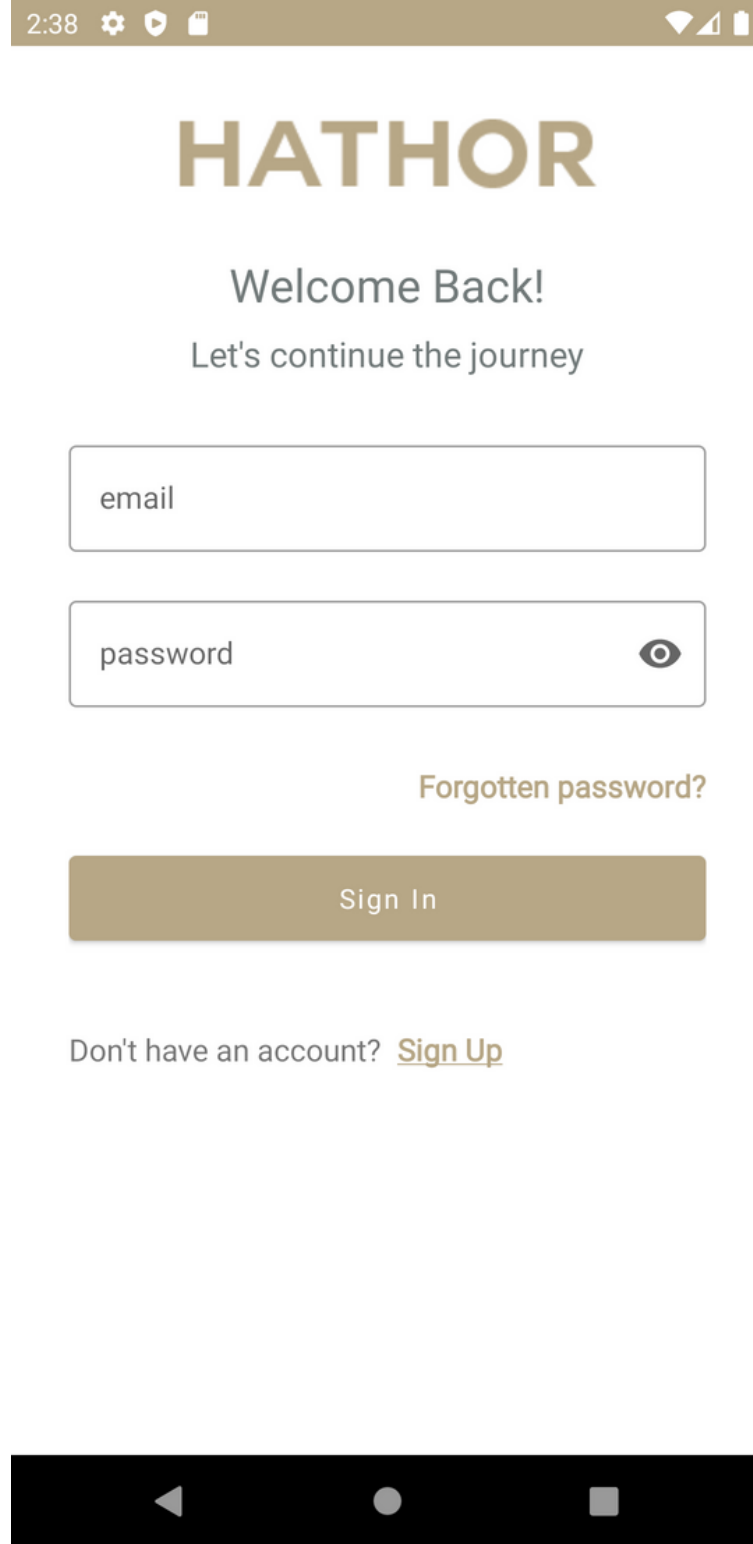 2:38
HATHOR
Welcome Back!
Let's continue the journey
email
password
Forgotten password?
Sign In
Don't have an account? Sign Up